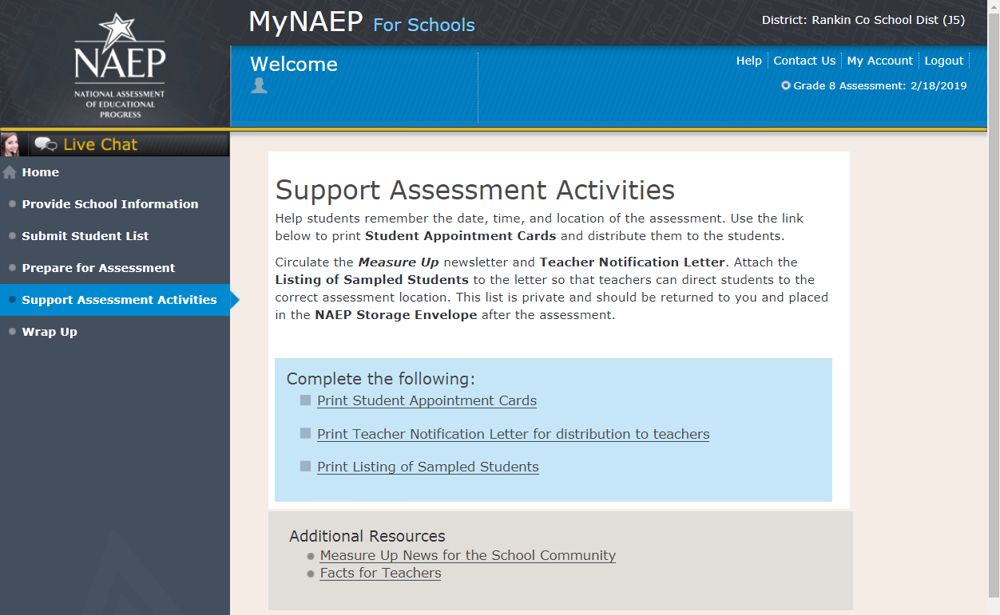 NAEP
NATIONAL ASSESSMENT
OF EDUCATIONAL
PROGRESS
MyNAEP For Schools
District: Rankin Co School Dist (J5)
Welcome
Help Contact Us My Account Logout
Grade 8 Assessment: 2/18/2019
Live Chat
Home
Provide School Information
Submit Student List
Prepare for Assessment
Support Assessment Activities
Wrap Up
Support Assessment Activities
Help students remember the date, time, and location of the assessment. Use the link
below to print Student Appointment Cards and distribute them to the students.
Circulate the Measure Up newsletter and Teacher Notification Letter. Attach the
Listing of Sampled Students to the letter so that teachers can direct students to the
correct assessment location. This list is private and should be returned to you and placed
in the NAEP Storage Envelope after the assessment.
Complete the following:
Print Student Appointment Cards
Print Teacher Notification Letter for distribution to teachers
Print Listing of Sampled Students
Additional Resources
Measure Up News for the School Community
Facts for Teachers